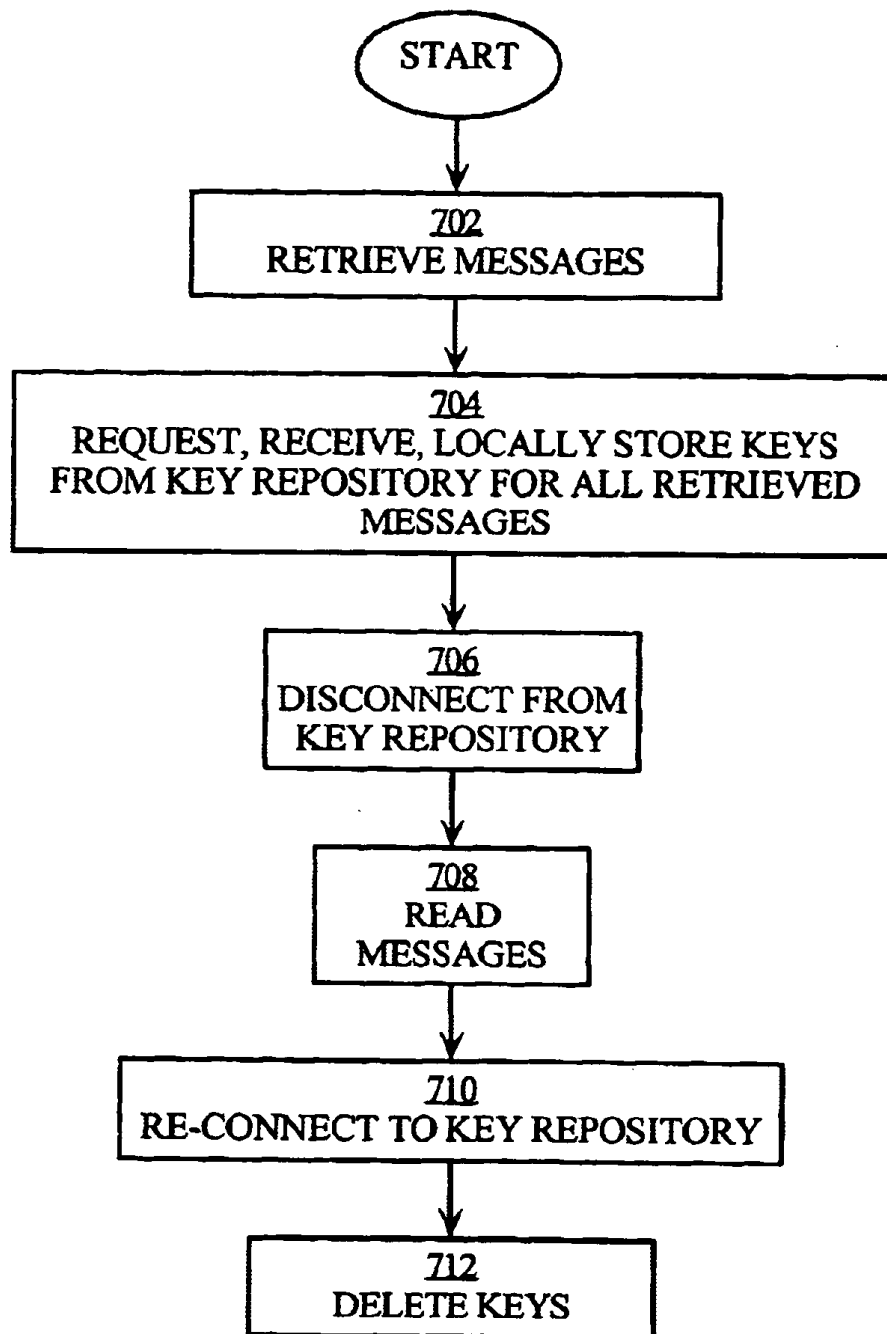 START
702
RETRIEVE MESSAGES
704
REQUEST, RECEIVE, LOCALLY STORE KEYS
FROM KEY REPOSITORY FOR ALL RETRIEVED
MESSAGES
706
DISCONNECT FROM
KEY REPOSITORY
708
READ
MESSAGES
710
RE-CONNECT TO KEY REPOSITORY
712
DELETE KEYS